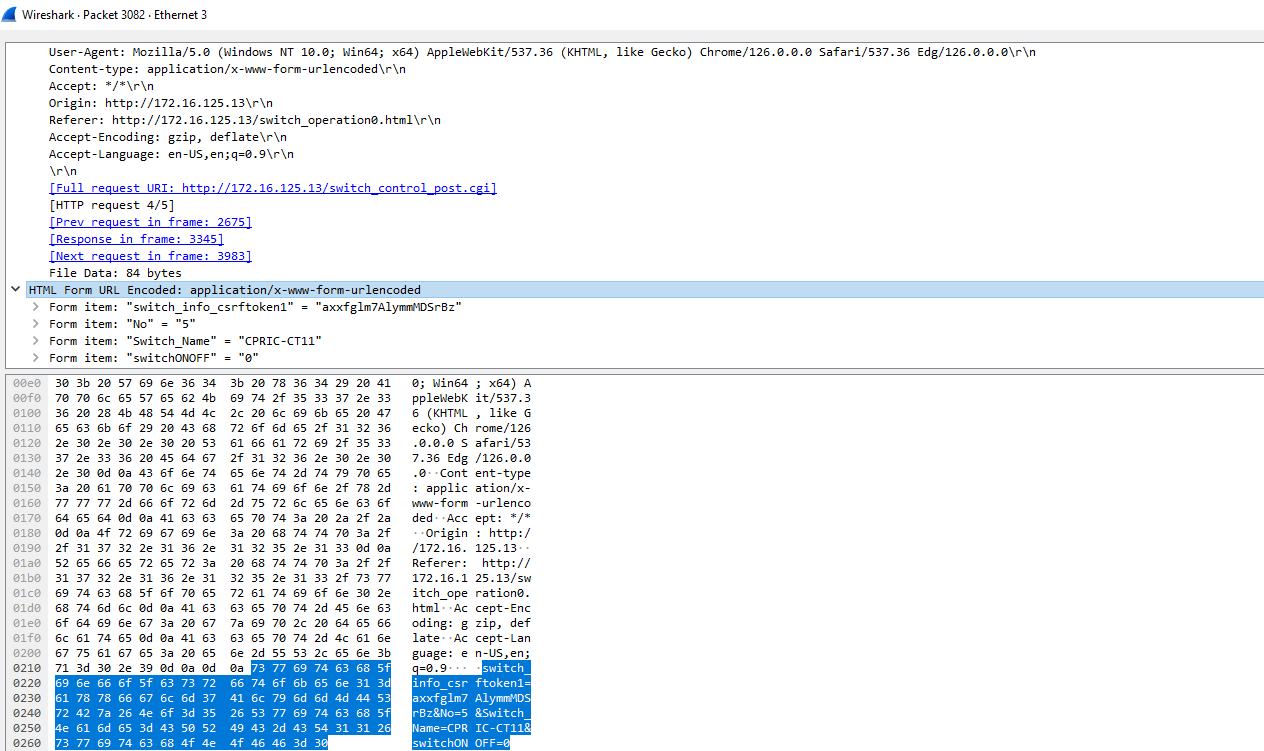 Wireshark · Packet 3082 · Ethernet 3
User-Agent: Mozilla/5.0 (Windows NT 10.0; Win64; x64) AppleWebKit/537.36 (KHTML, like Gecko) Chrome/126.0.0.0 Safari/537.36 Edg/126.0.0.0\r\n
Content-type: application/x-www-form-urlencoded\r\n
Accept: */*\r\n
Origin: http://172.16.125.13\r\n
Referer: http://172.16.125.13/switch_operation0.html\r\n
Accept-Encoding: gzip, deflate\r\n
Accept-Language: en-US,en;q=0.9\r\n
\r\n
[Full request URI: http://172.16.125.13/switch_control_post.cgi]
[HTTP request 4/5]
[Prev request in frame: 2675]
[Response in frame: 3345]
[Next request in frame: 3983]
File Data: 84 bytes
HTML Form URL Encoded: application/x-www-form-urlencoded
Form item: "switch_info_csrftoken1" = "axxfglm7AlymmMDSrBz"
Form item: "No" = "5"
Form item: "Switch_Name" = "CPRIC-CT11"
Form item: "switchONOFF" = "0"
00e0 30 3b 20 57 69 6e 36 34 3b 20 78 36 34 29 20 41 0; Win64 ; x64) A
00f0 70 70 6c 65 57 65 62 4b 69 74 2f 35 33 37 2e 33 ppleWebK it/537.3
0100 36 20 28 4b 48 54 4d 4c 2c 20 6c 69 6b 65 20 47 6 (KHTML , like G
0110 65 63 6b 6f 29 20 43 68 72 6f 6d 65 2f 31 32 36 ecko) Ch rome/126
0120 2e 30 2e 30 2e 30 20 53 61 66 61 72 69 2f 35 33 .0.0.0 S afari/53
0130 37 2e 33 36 20 45 64 67 2f 31 32 36 2e 30 2e 30 7.36 Edg /126.0.0
0140 2e 30 0d 0a 43 6f 6e 74 65 6e 74 2d 74 79 70 65 .0··Cont ent-type
0150 3a 20 61 70 70 6c 69 63 61 74 69 6f 6e 2f 78 2d : applic ation/x-
0160 77 77 77 2d 66 6f 72 6d 2d 75 72 6c 65 6e 63 6f www-form -urlenco
0170 64 65 64 0d 0a 41 63 63 65 70 74 3a 20 2a 2f 2a ded··Acc ept: */*
0180 0d 0a 4f 72 69 67 69 6e 3a 20 68 74 74 70 3a 2f ··Origin : http:/
0190 2f 31 37 32 2e 31 36 2e 31 32 35 2e 31 33 0d 0a /172.16. 125.13··
01a0 52 65 66 65 72 65 72 3a 20 68 74 74 70 3a 2f 2f Referer:  http://
01b0 31 37 32 2e 31 36 2e 31 32 35 2e 31 33 2f 73 77 172.16.1 25.13/sw
01c0 69 74 63 68 5f 6f 70 65 72 61 74 69 6f 6e 30 2e itch_ope ration0.
01d0 68 74 6d 6c 0d 0a 41 63 63 65 70 74 2d 45 6e 63 html··Ac cept-Enc
01e0 6f 64 69 6e 67 3a 20 67 7a 69 70 2c 20 64 65 66 oding: g zip, def
01f0 6c 61 74 65 0d 0a 41 63 63 65 70 74 2d 4c 61 6e late··Ac cept-Lan
0200 67 75 61 67 65 3a 20 65 6e 2d 55 53 2c 65 6e 3b guage: e n-US,en;
0210 71 3d 30 2e 39 0d 0a 0d 0a 73 77 69 74 63 68 5f q=0.9··· ·switch_
0220 69 6e 66 6f 5f 63 73 72 66 74 6f 6b 65 6e 31 3d info_csr ftoken1=
0230 61 78 78 66 67 6c 6d 37 41 6c 79 6d 6d 4d 44 53 axxfglm7 AlymmMDS
0240 72 42 7a 26 4e 6f 3d 35 26 53 77 69 74 63 68 5f rBz&No=5 &Switch_
0250 4e 61 6d 65 3d 43 50 52 49 43 2d 43 54 31 31 26 Name=CPR IC-CT11&
0260 73 77 69 74 63 68 4f 4e 4f 46 46 3d 30 switchON OFF=0